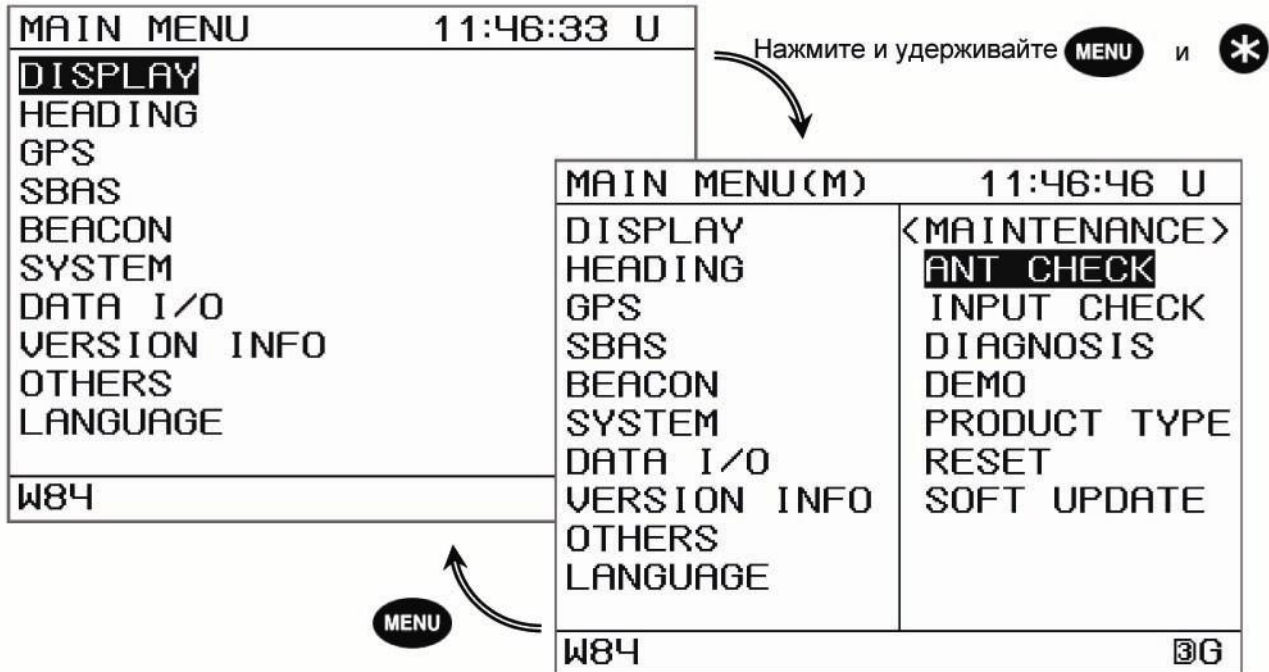 MAIN MENU 11:46:33 U
DISPLAY
HEADING
GPS
SBAS
BEACON
SYSTEM
DATA I/O
VERSION INFO
OTHERS
LANGUAGE
W84
Нажмите и удерживайте MENU и *
MAIN MENU(M) 11:46:46 U
DISPLAY
HEADING
GPS
SBAS
BEACON
SYSTEM
DATA I/O
VERSION INFO
OTHERS
LANGUAGE
<MAINTENANCE>
ANT CHECK
INPUT CHECK
DIAGNOSIS
DEMO
PRODUCT TYPE
RESET
SOFT UPDATE
W84 3G
MENU